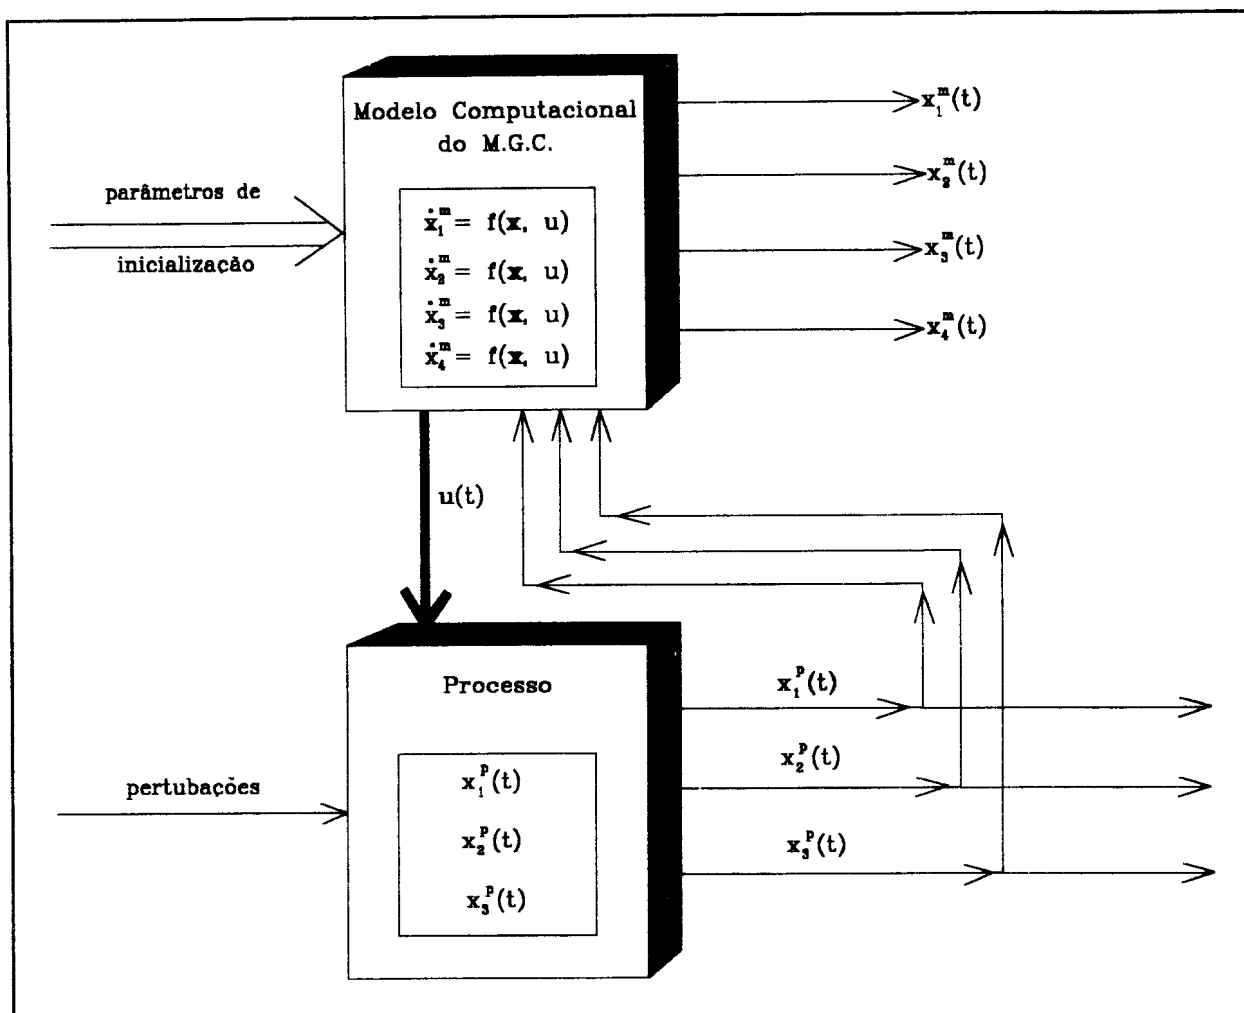 Modelo Computacional
do M.G.C.
ẋ₁ᵐ = f(x, u)
ẋ₂ᵐ = f(x, u)
ẋ₃ᵐ = f(x, u)
ẋ₄ᵐ = f(x, u)
x₁ᵐ(t)
x₂ᵐ(t)
x₃ᵐ(t)
x₄ᵐ(t)
parâmetros de
inicialização
u(t)
Processo
x₁ᵖ(t)
x₂ᵖ(t)
x₃ᵖ(t)
pertubações
x₁ᵖ(t)
x₂ᵖ(t)
x₃ᵖ(t)